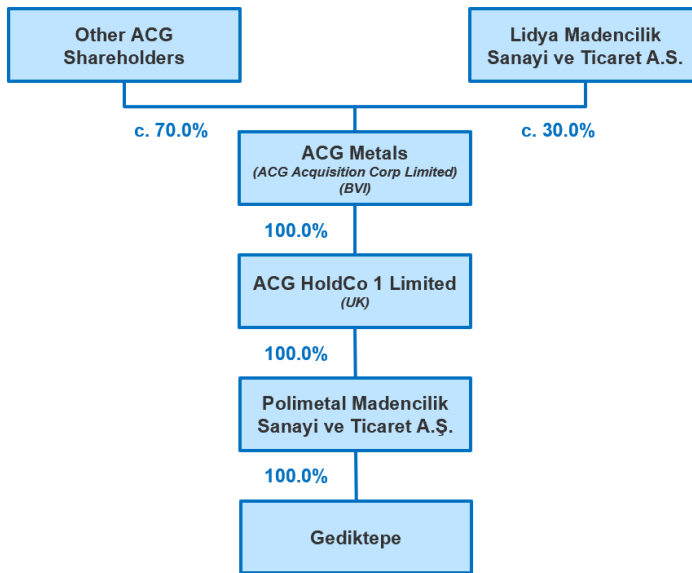 Other ACG
Shareholders
Lidya Madencilik
Sanayi ve Ticaret A.S.
c. 70.0%
c. 30.0%
ACG Metals
(ACG Acquisition Corp Limited)
(BVI)
100.0%
ACG HoldCo 1 Limited
(UK)
100.0%
Polimetal Madencilik
Sanayi ve Ticaret A.Ş.
100.0%
Gediktepe